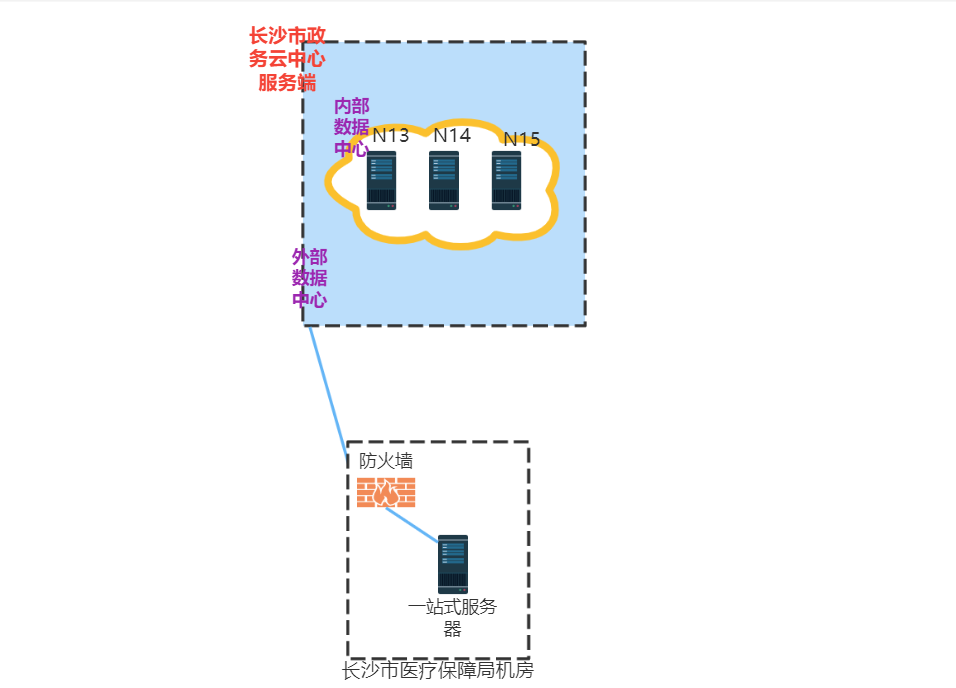 长沙市政
务云中心
服务端
内部
数据
中心
N13
N14
N15
外部
数据
中心
防火墙
一站式服务
器
长沙市医疗保障局机房